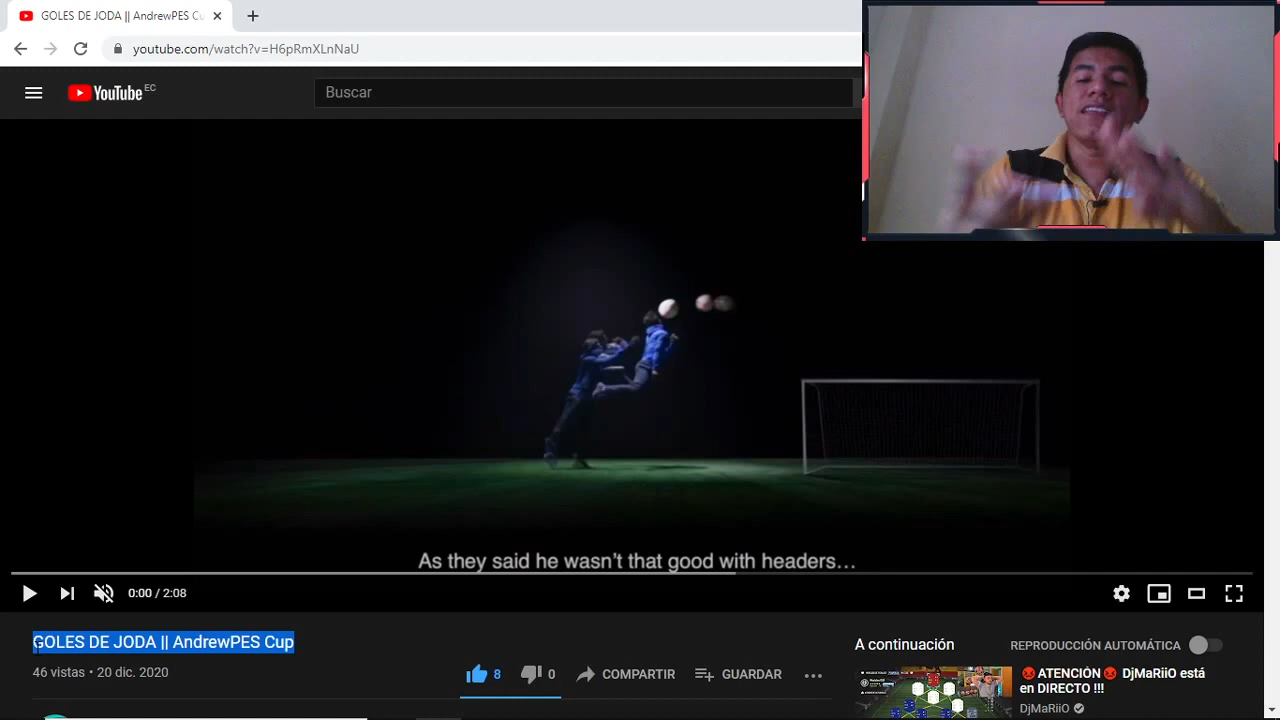 GOLES DE JODA || AndrewPES Cu
youtube.com/watch?v=H6pRmXLnNaU
YouTube EC
Buscar
As they said he wasn't that good with headers...
0:00 / 2:08
GOLES DE JODA || AndrewPES Cup
46 vistas • 20 dic. 2020
8
0
COMPARTIR
GUARDAR
A continuación
REPRODUCCIÓN AUTOMÁTICA
ATENCIÓN DjMaRiiO está
en DIRECTO !!!
DjMaRiiO